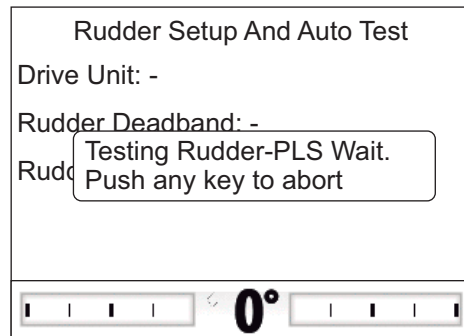 Rudder Setup And Auto Test
Drive Unit: -
Rudder Deadband: -
Testing Rudder-PLS Wait.
Push any key to abort
0°